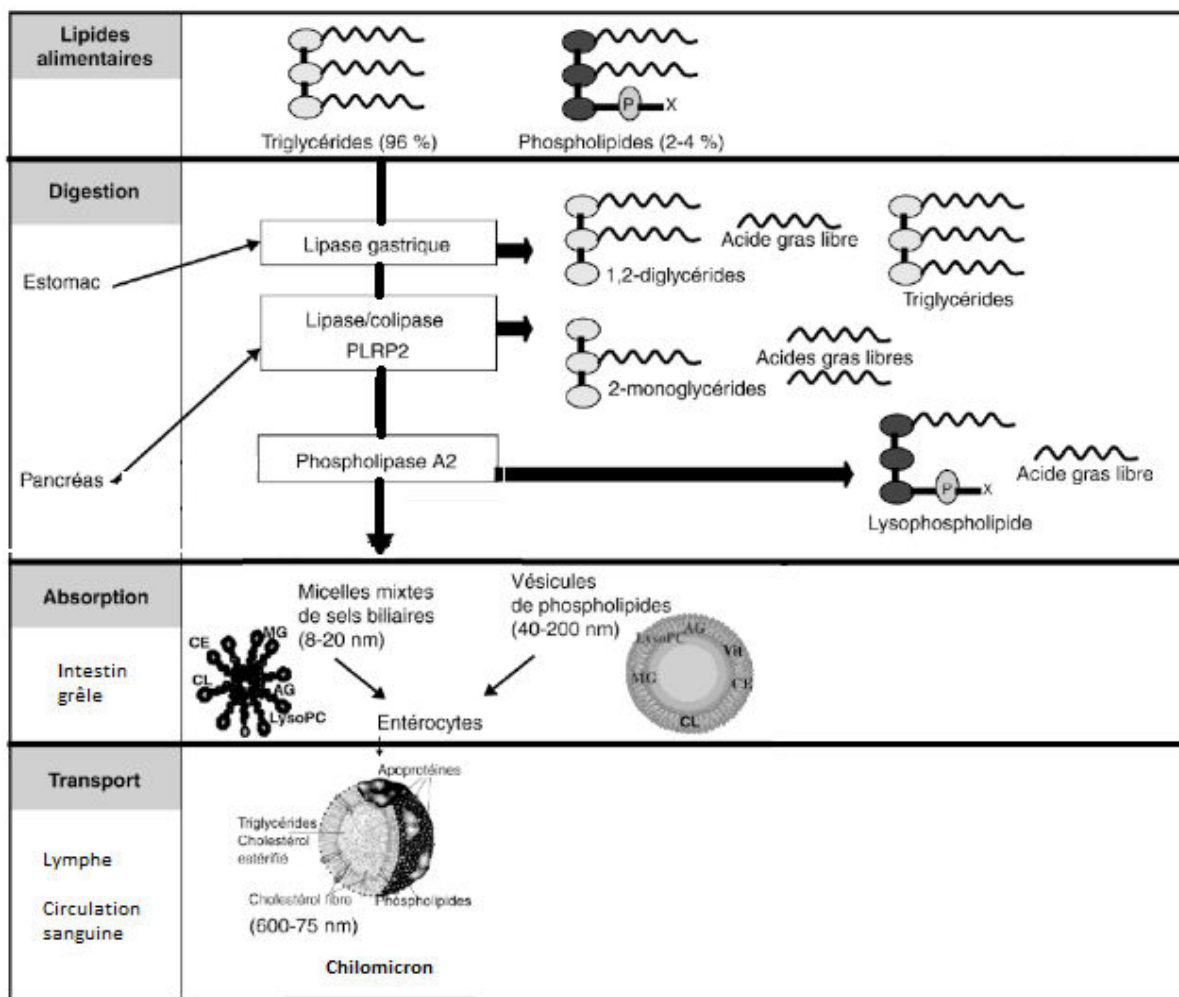 Lipides
alimentaires
P
X
Triglycérides (96 %)
Phospholipides (2-4 %)
Digestion
Estomac
Pancréas
Lipase gastrique
1,2-diglycérides
Acide gras libre
Triglycérides
Lipase/colipase
PLRP2
2-monoglycérides
Acides gras libres
Phospholipase A2
P
X
Acide gras libre
Lysophospholipide
Absorption
Intestin
grêle
Micelles mixtes
de sels biliaires
(8-20 nm)
CE
MG
CL
AG
LysoPC
Vésicules
de phospholipides
(40-200 nm)
LysoPC
AG
Vit
MG
CE
CL
Entérocytes
Transport
Lymphe
Circulation
sanguine
Apoprotéines
Triglycérides
Cholestérol
estérifié
Cholestérol libre
Phospholipides
(600-75 nm)
Chilomicron